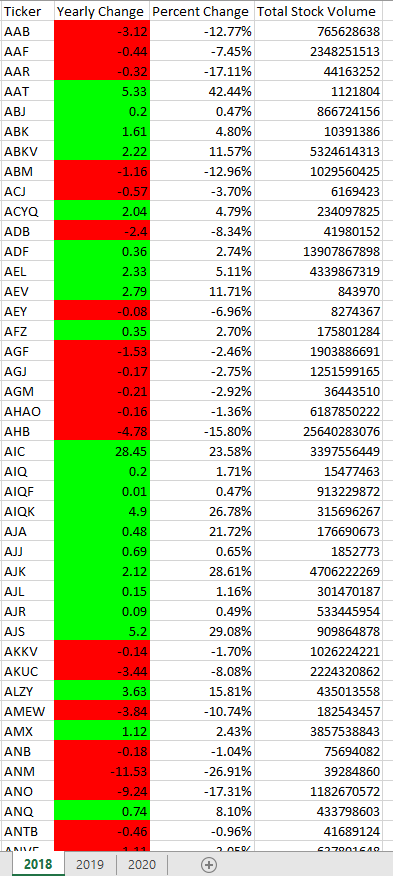 Ticker Yearly Change Percent Change Total Stock Volume
AAB -3.12 -12.77% 765628638
AAF -0.44 -7.45% 2348251513
AAR -0.32 -17.11% 44163252
AAT 5.33 42.44% 1121804
ABJ 0.2 0.47% 866724156
ABK 1.61 4.80% 10391386
ABKV 2.22 11.57% 5324614313
ABM -1.16 -12.96% 1029560425
ACJ -0.57 -3.70% 6169423
ACYQ 2.04 4.79% 234097825
ADB -2.4 -8.34% 41980152
ADF 0.36 2.74% 13907867898
AEL 2.33 5.11% 4339867319
AEV 2.79 11.71% 843970
AEY -0.08 -6.96% 8274367
AFZ 0.35 2.70% 175801284
AGF -1.53 -2.46% 1903886691
AGJ -0.17 -2.75% 1251599165
AGM -0.21 -2.92% 36443510
AHAO -0.16 -1.36% 6187850222
AHB -4.78 -15.80% 25640283076
AIC 28.45 23.58% 3397556449
AIQ 0.2 1.71% 15477463
AIQF 0.01 0.47% 913229872
AIQK 4.9 26.78% 315696267
AJA 0.48 21.72% 176690673
AJJ 0.69 0.65% 1852773
AJK 2.12 28.61% 4706222269
AJL 0.15 1.16% 301470187
AJR 0.09 0.49% 533445954
AJS 5.2 29.08% 909864878
AKKV -0.14 -1.70% 1026224221
AKUC -3.44 -8.08% 2224320862
ALZY 3.63 15.81% 435013558
AMEW -3.84 -10.74% 182543457
AMX 1.12 2.43% 3857538843
ANB -0.18 -1.04% 75694082
ANM -11.53 -26.91% 39284860
ANO -9.24 -17.31% 1182670572
ANQ 0.74 8.10% 433798603
ANTB -0.46 -0.96% 41689124
2018 2019 2020